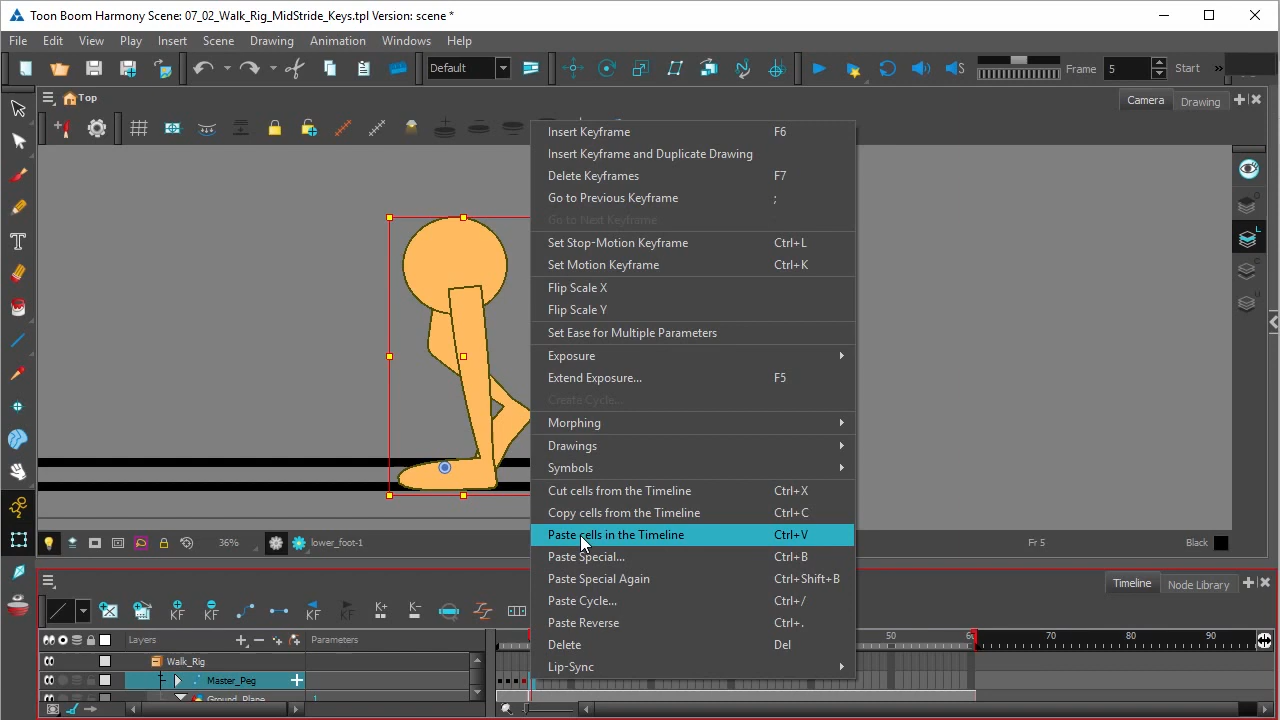 Toon Boom Harmony Scene: 07_02_Walk_Rig_MidStride_Keys.tpl Version: scene *
File Edit View Play Insert Scene Drawing Animation Windows Help
Default Frame 5 Start »
Top Camera Drawing
Insert Keyframe F6
Insert Keyframe and Duplicate Drawing
Delete Keyframes F7
Go to Previous Keyframe ;
Go to Next Keyframe
Set Stop-Motion Keyframe Ctrl+L
Set Motion Keyframe Ctrl+K
Flip Scale X
Flip Scale Y
Set Ease for Multiple Parameters
Exposure
Extend Exposure... F5
Create Cycle...
Morphing
Drawings
Symbols
Cut cells from the Timeline Ctrl+X
Copy cells from the Timeline Ctrl+C
Paste cells in the Timeline Ctrl+V
Paste Special... Ctrl+B
Paste Special Again Ctrl+Shift+B
Paste Cycle... Ctrl+/
Paste Reverse Ctrl+.
Delete Del
Lip-Sync
36% lower_foot-1 Fr 5 Black
Timeline Node Library
KF KF KF KF K+ K-
Layers Parameters 50 70 80 90
Walk_Rig
Master_Peg
Ground_Plane 1